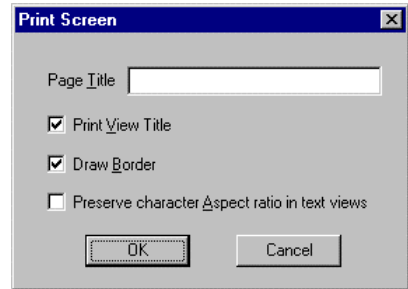 Print Screen
Page Title
Print View Title
Draw Border
Preserve character Aspect ratio in text views
OK Cancel